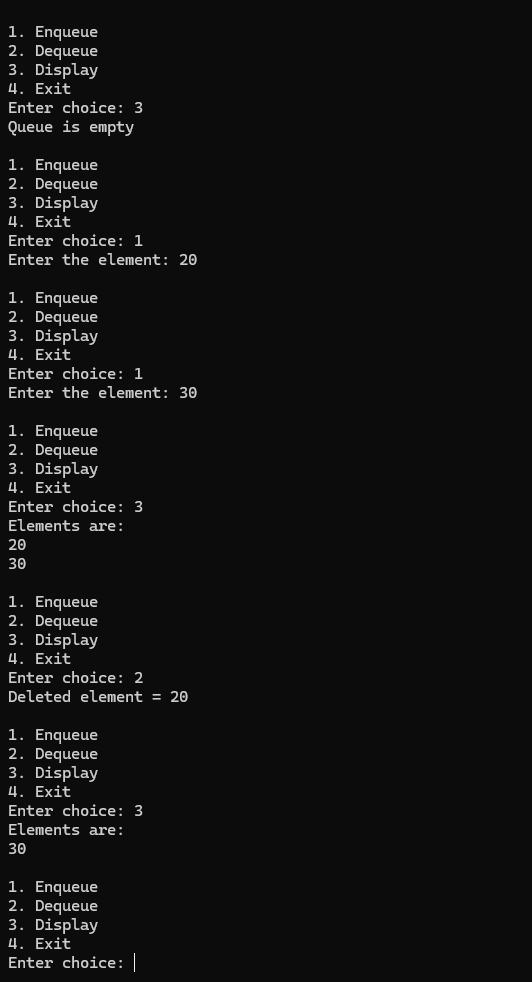 1. Enqueue
2. Dequeue
3. Display
4. Exit
Enter choice: 3
Queue is empty
1. Enqueue
2. Dequeue
3. Display
4. Exit
Enter choice: 1
Enter the element: 20
1. Enqueue
2. Dequeue
3. Display
4. Exit
Enter choice: 1
Enter the element: 30
1. Enqueue
2. Dequeue
3. Display
4. Exit
Enter choice: 3
Elements are:
20
30
1. Enqueue
2. Dequeue
3. Display
4. Exit
Enter choice: 2
Deleted element = 20
1. Enqueue
2. Dequeue
3. Display
4. Exit
Enter choice: 3
Elements are:
30
1. Enqueue
2. Dequeue
3. Display
4. Exit
Enter choice: